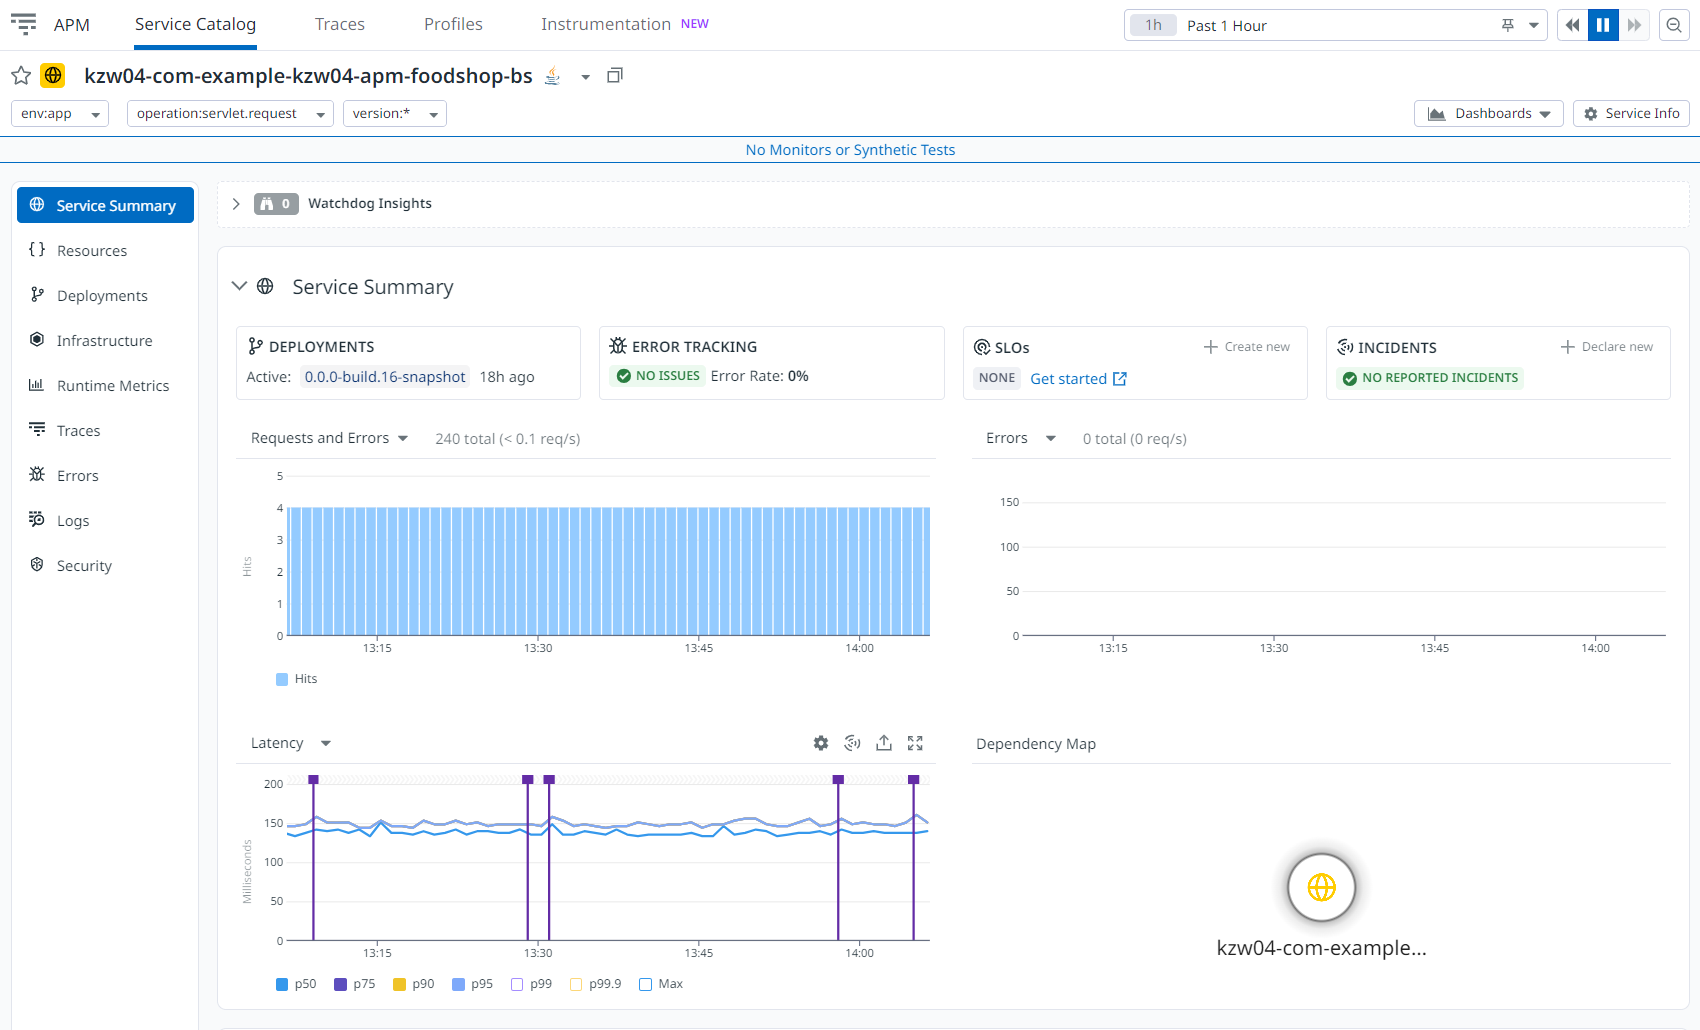 APM Service Catalog Traces Profiles Instrumentation NEW 1h Past 1 Hour
kzw04-com-example-kzw04-apm-foodshop-bs
env:app operation:servlet.request version:* Dashboards Service Info
No Monitors or Synthetic Tests
Service Summary
Resources
Deployments
Infrastructure
Runtime Metrics
Traces
Errors
Logs
Security
0 Watchdog Insights
Service Summary
DEPLOYMENTS
Active: 0.0.0-build.16-snapshot 18h ago
ERROR TRACKING
NO ISSUES Error Rate: 0%
SLOs Create new
NONE Get started
INCIDENTS Declare new
NO REPORTED INCIDENTS
Requests and Errors 240 total (< 0.1 req/s)
5
4
3
2
1
0
Hits
13:15 13:30 13:45 14:00
Hits
Errors 0 total (0 req/s)
150
100
50
0
13:15 13:30 13:45 14:00
Latency
200
150
100
50
0
Milliseconds
13:15 13:30 13:45 14:00
p50 p75 p90 p95 p99 p99.9 Max
Dependency Map
kzw04-com-example...